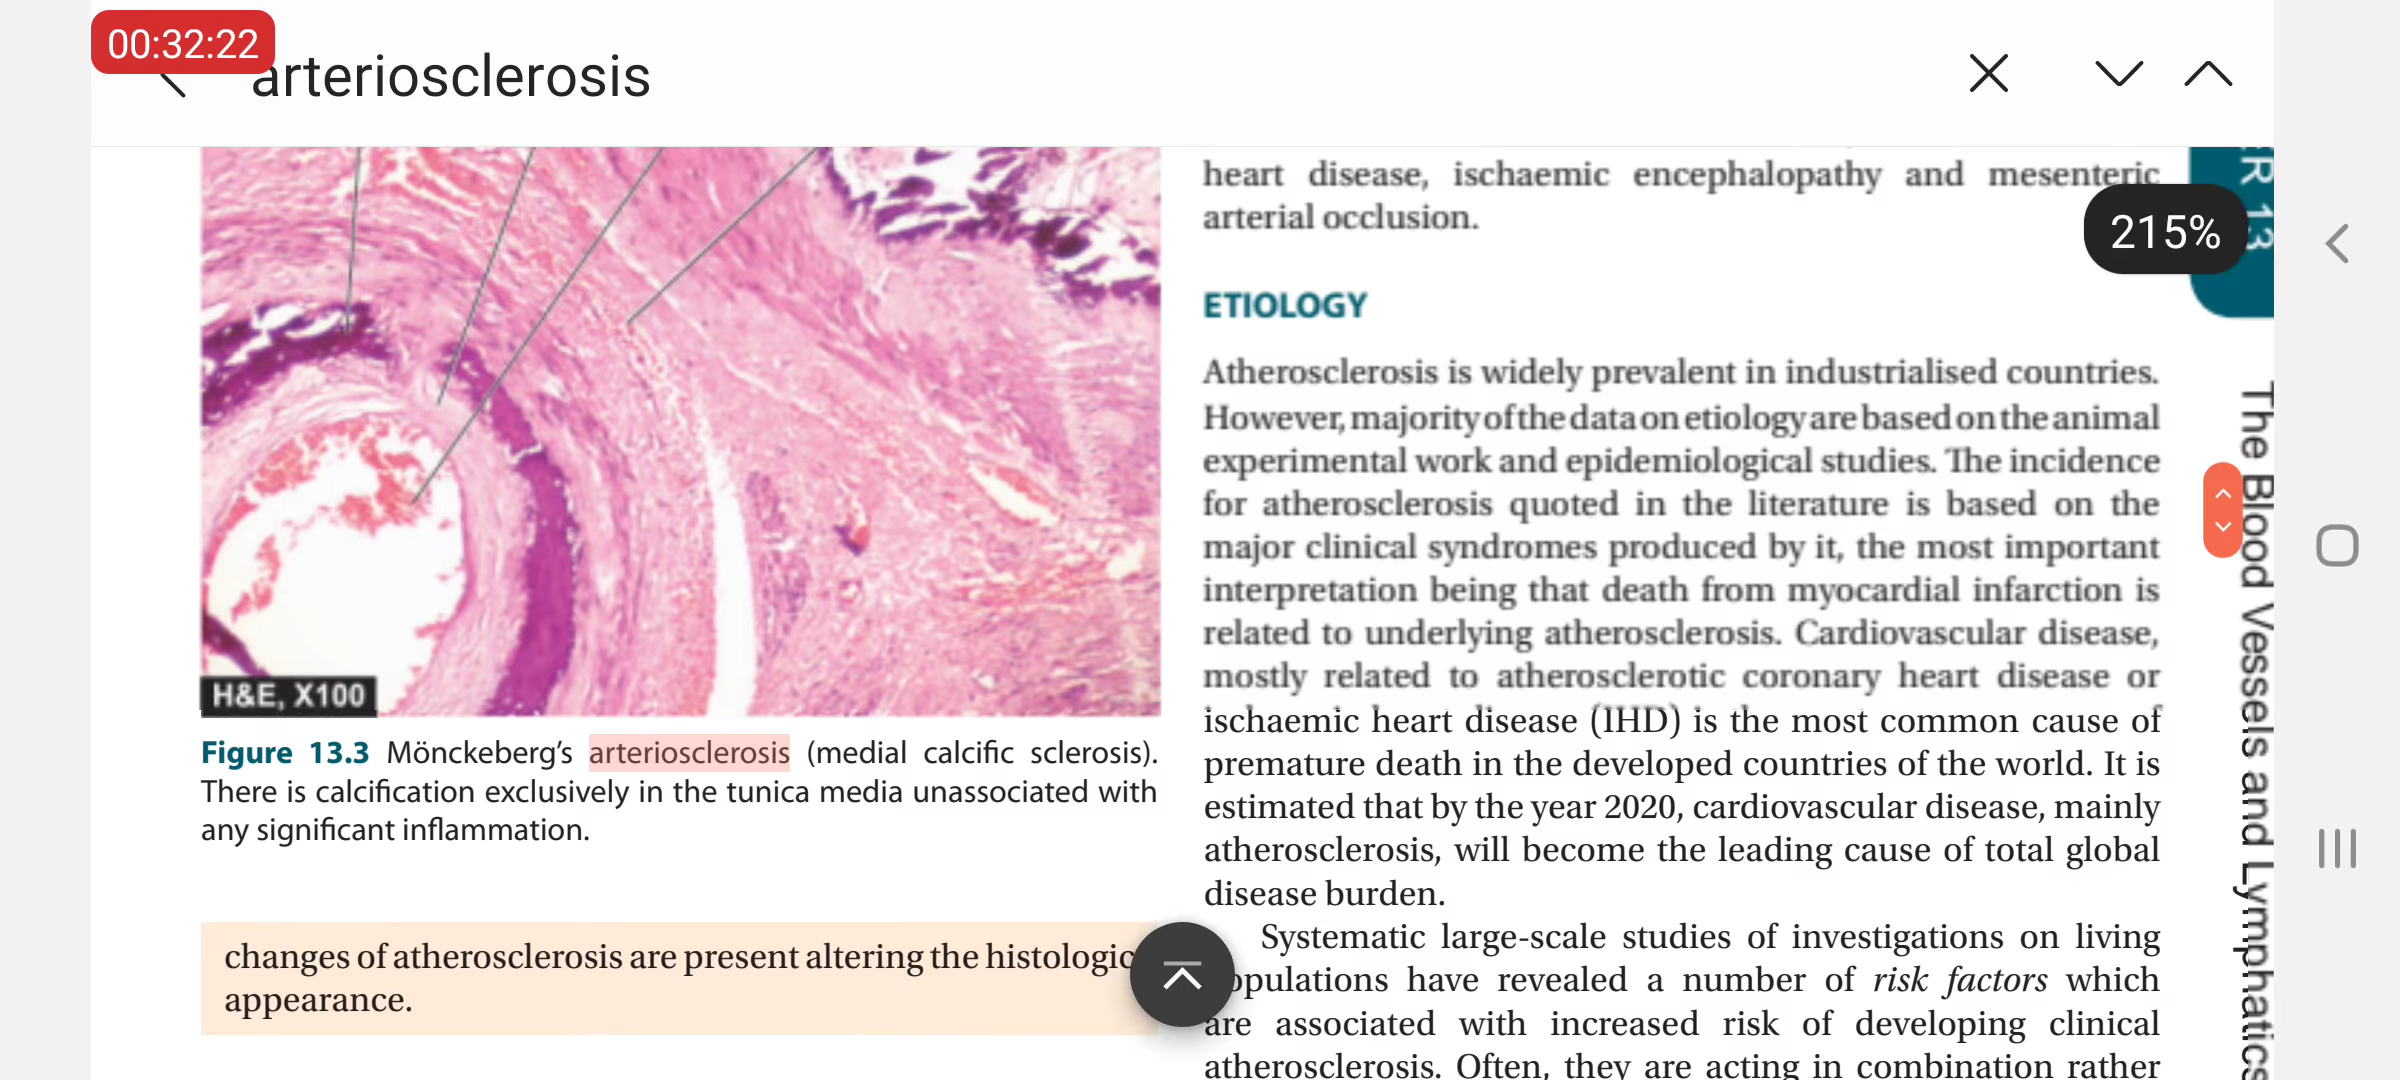 00:32:22
arteriosclerosis
215%
H&E, X100
Figure 13.3 Mönckeberg's arteriosclerosis (medial calcific sclerosis).
There is calcification exclusively in the tunica media unassociated with
any significant inflammation.
changes of atherosclerosis are present altering the histologic
appearance.
heart disease, ischaemic encephalopathy and mesenteric
arterial occlusion.
ETIOLOGY
Atherosclerosis is widely prevalent in industrialised countries.
However, majority of the data on etiology are based on the animal
experimental work and epidemiological studies. The incidence
for atherosclerosis quoted in the literature is based on the
major clinical syndromes produced by it, the most important
interpretation being that death from myocardial infarction is
related to underlying atherosclerosis. Cardiovascular disease,
mostly related to atherosclerotic coronary heart disease or
ischaemic heart disease (IHD) is the most common cause of
premature death in the developed countries of the world. It is
estimated that by the year 2020, cardiovascular disease, mainly
atherosclerosis, will become the leading cause of total global
disease burden.
Systematic large-scale studies of investigations on living
opulations have revealed a number of risk factors which
are associated with increased risk of developing clinical
atherosclerosis. Often, they are acting in combination rather
R 13
The Blood Vessels and Lymphatics